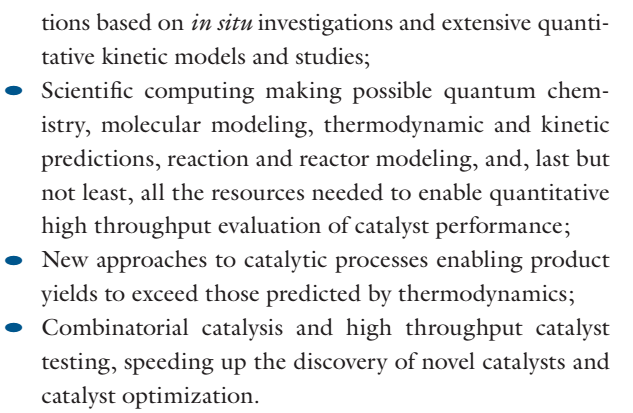 tions based on in situ investigations and extensive quanti-
tative kinetic models and studies;
● Scientific computing making possible quantum chem-
istry, molecular modeling, thermodynamic and kinetic
predictions, reaction and reactor modeling, and, last but
not least, all the resources needed to enable quantitative
high throughput evaluation of catalyst performance;
● New approaches to catalytic processes enabling product
yields to exceed those predicted by thermodynamics;
● Combinatorial catalysis and high throughput catalyst
testing, speeding up the discovery of novel catalysts and
catalyst optimization.